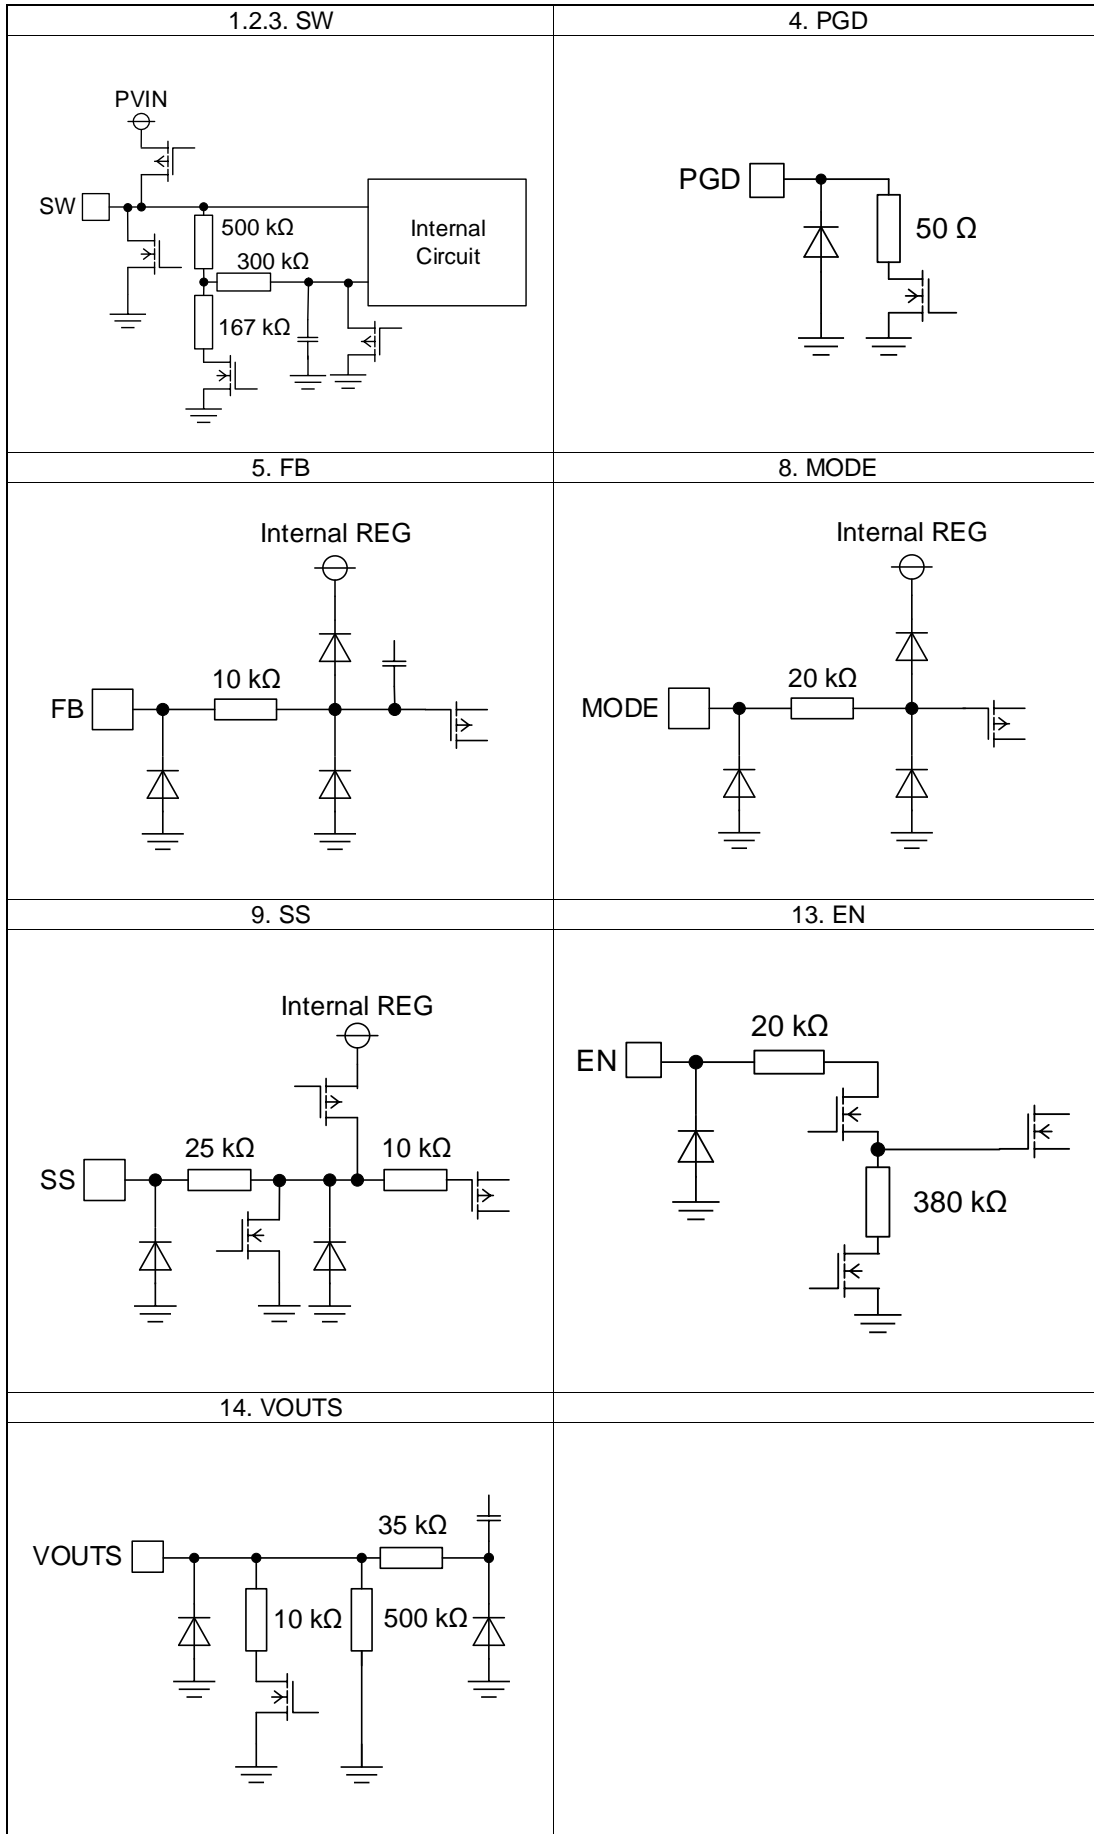 1.2.3. SW
4. PGD
PVIN
SW
500 kΩ
300 kΩ
167 kΩ
Internal
Circuit
PGD
50 Ω
5. FB
8. MODE
Internal REG
10 kΩ
FB
Internal REG
20 kΩ
MODE
9. SS
13. EN
Internal REG
25 kΩ
10 kΩ
SS
20 kΩ
EN
380 kΩ
14. VOUTS
35 kΩ
VOUTS
10 kΩ
500 kΩ